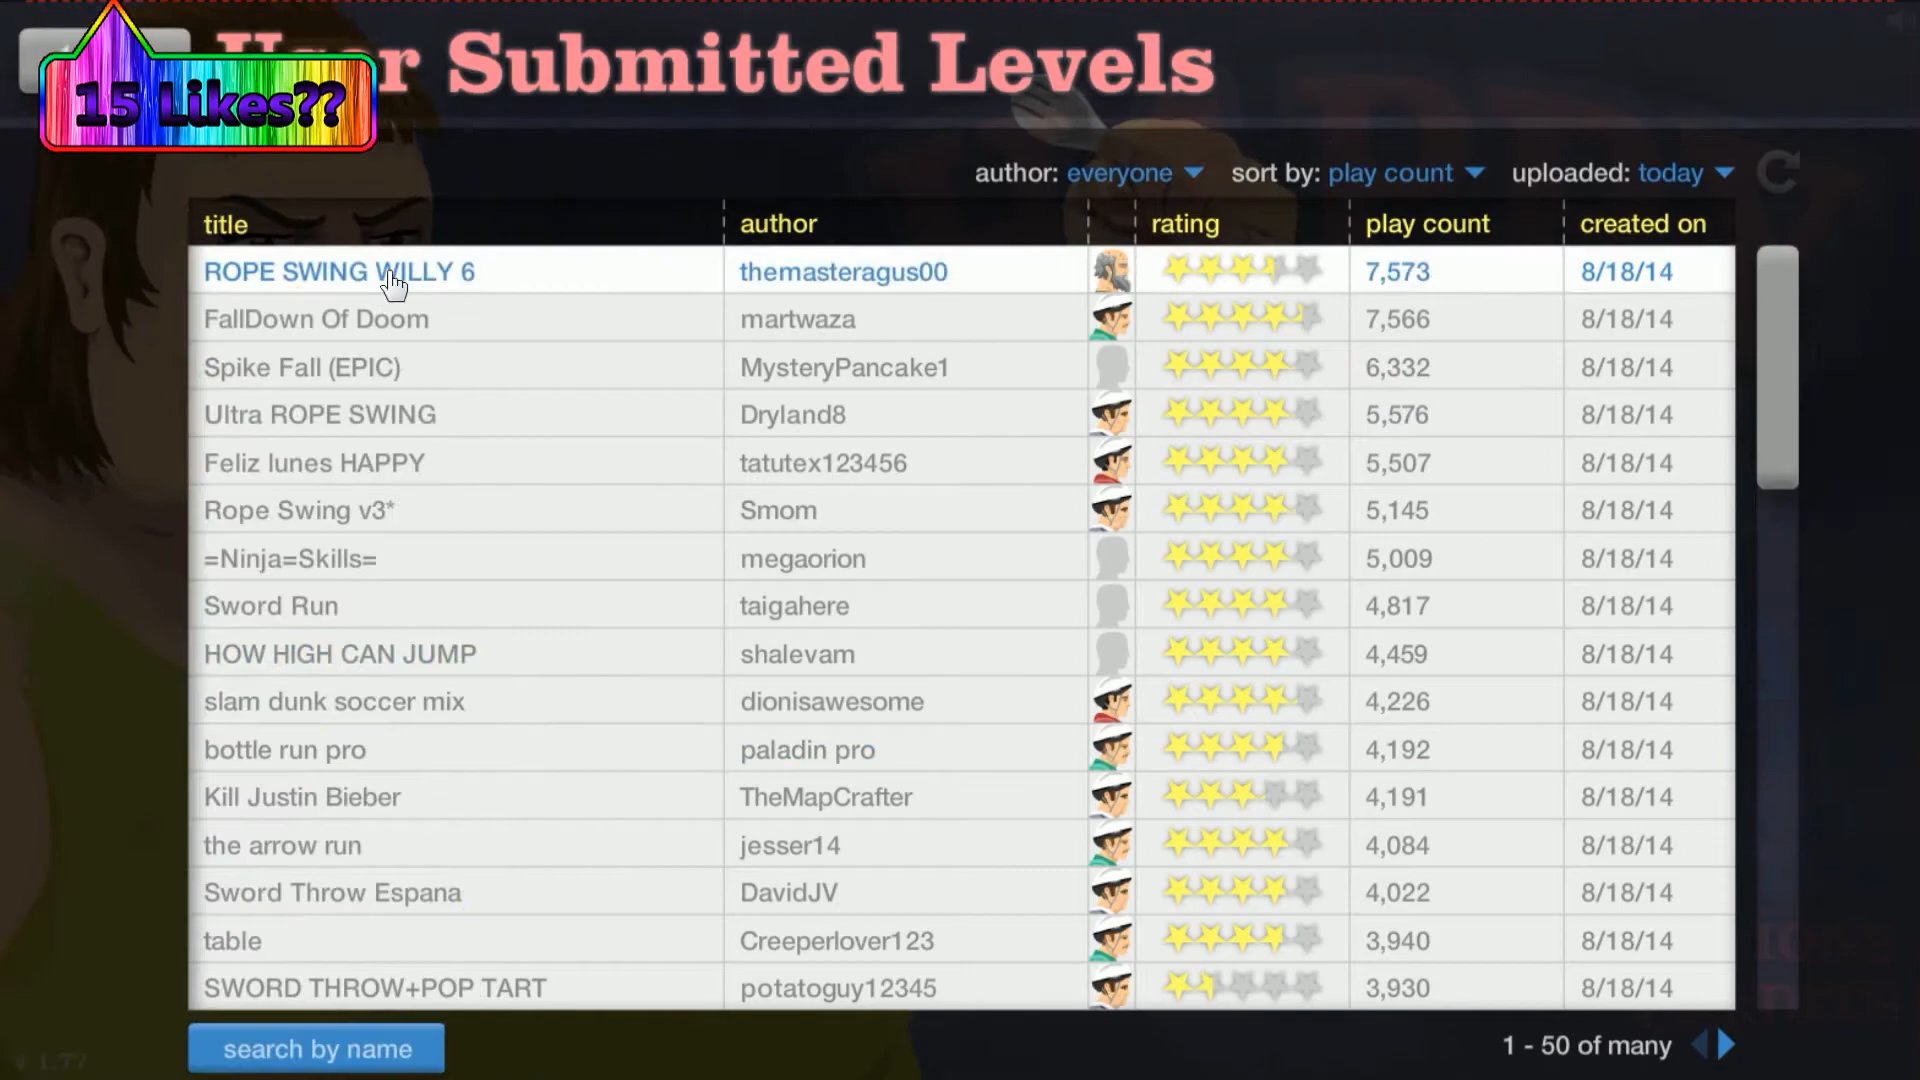 User Submitted Levels
15 Likes??
author: everyone sort by: play count uploaded: today
title author rating play count created on
ROPE SWING WILLY 6 themasteragus00 7,573 8/18/14
FallDown Of Doom martwaza 7,566 8/18/14
Spike Fall (EPIC) MysteryPancake1 6,332 8/18/14
Ultra ROPE SWING Dryland8 5,576 8/18/14
Feliz lunes HAPPY tatutex123456 5,507 8/18/14
Rope Swing v3* Smom 5,145 8/18/14
=Ninja=Skills= megaorion 5,009 8/18/14
Sword Run taigahere 4,817 8/18/14
HOW HIGH CAN JUMP shalevam 4,459 8/18/14
slam dunk soccer mix dionisawesome 4,226 8/18/14
bottle run pro paladin pro 4,192 8/18/14
Kill Justin Bieber TheMapCrafter 4,191 8/18/14
the arrow run jesser14 4,084 8/18/14
Sword Throw Espana DavidJV 4,022 8/18/14
table Creeperlover123 3,940 8/18/14
SWORD THROW+POP TART potatoguy12345 3,930 8/18/14
search by name 1 - 50 of many
v 1.77